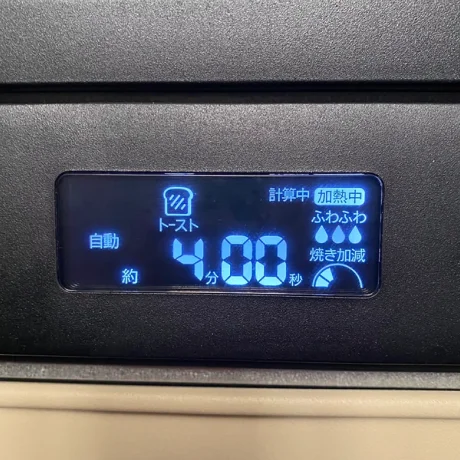 計算中 加熱中
トースト
ふわふわ
自動
焼き加減
約 4分00秒